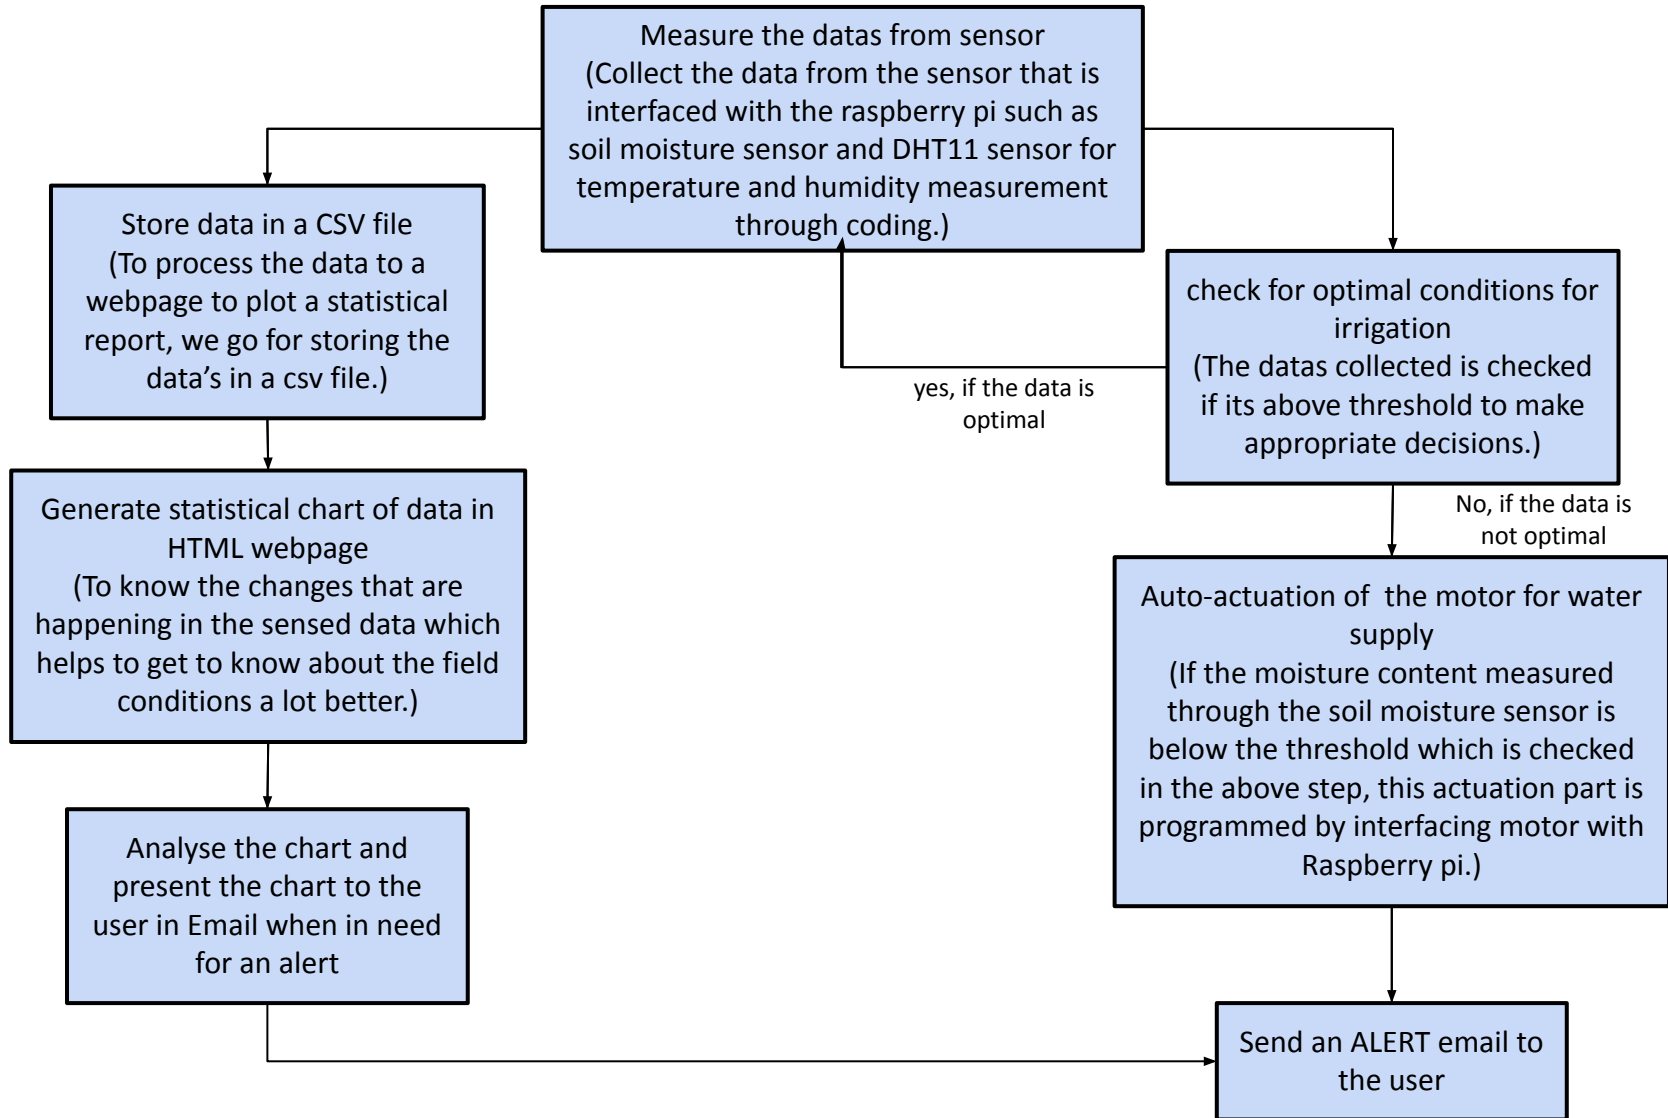 Measure the datas from sensor
(Collect the data from the sensor that is
interfaced with the raspberry pi such as
soil moisture sensor and DHT11 sensor for
temperature and humidity measurement
through coding.)
Store data in a CSV file
(To process the data to a
webpage to plot a statistical
report, we go for storing the
data’s in a csv file.)
check for optimal conditions for
irrigation
(The datas collected is checked
if its above threshold to make
appropriate decisions.)
yes, if the data is
optimal
Generate statistical chart of data in
HTML webpage
(To know the changes that are
happening in the sensed data which
helps to get to know about the field
conditions a lot better.)
No, if the data is
not optimal
Auto-actuation of  the motor for water
supply
(If the moisture content measured
through the soil moisture sensor is
below the threshold which is checked
in the above step, this actuation part is
programmed by interfacing motor with
Raspberry pi.)
Analyse the chart and
present the chart to the
user in Email when in need
for an alert
Send an ALERT email to
the user